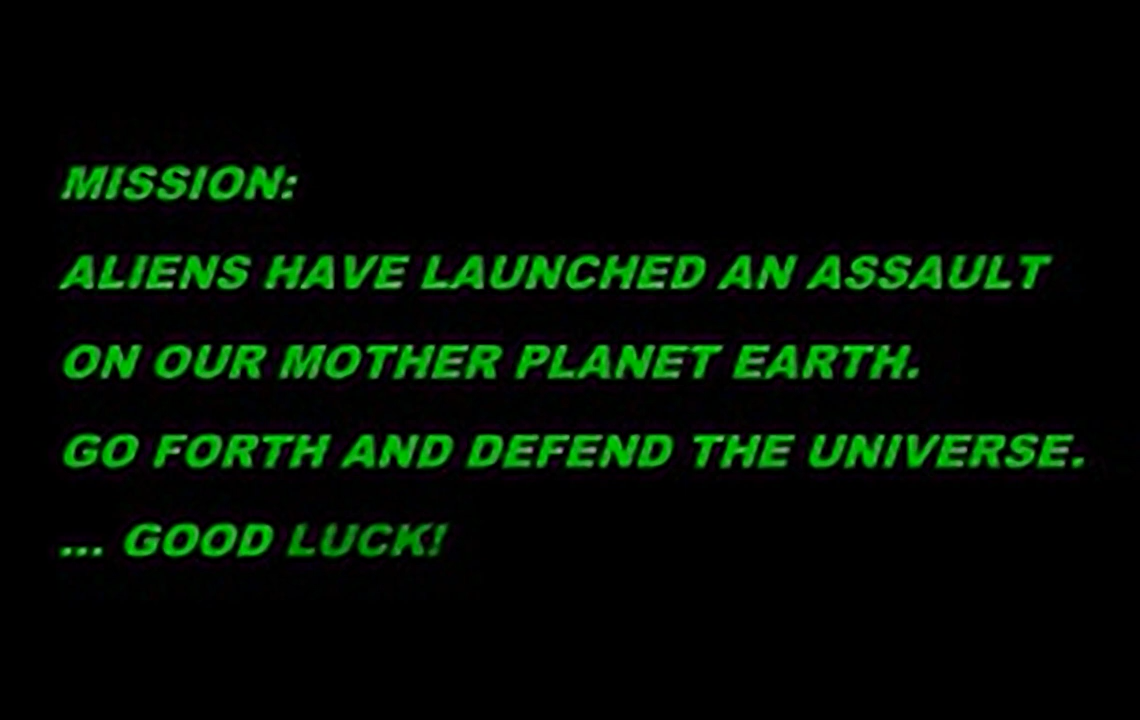 MISSION:
ALIENS HAVE LAUNCHED AN ASSAULT
ON OUR MOTHER PLANET EARTH.
GO FORTH AND DEFEND THE UNIVERSE.
... GOOD LUCK!